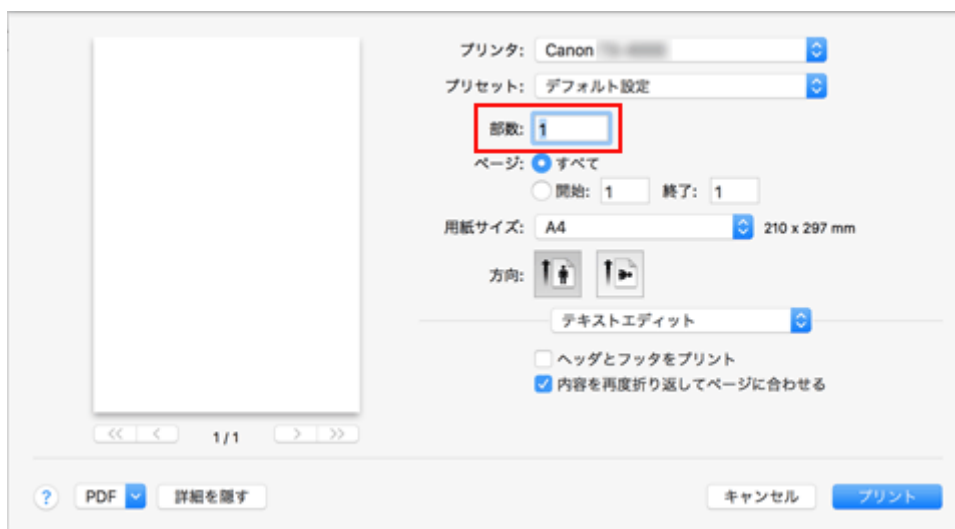 プリンタ: Canon
プリセット: デフォルト設定
部数: 1
ページ: すべて
開始: 1 終了: 1
用紙サイズ: A4 210 x 297 mm
方向:
テキストエディット
ヘッダとフッタをプリント
内容を再度折り返してページに合わせる
<< < 1 / 1 > >>
? PDF 詳細を隠す キャンセル プリント